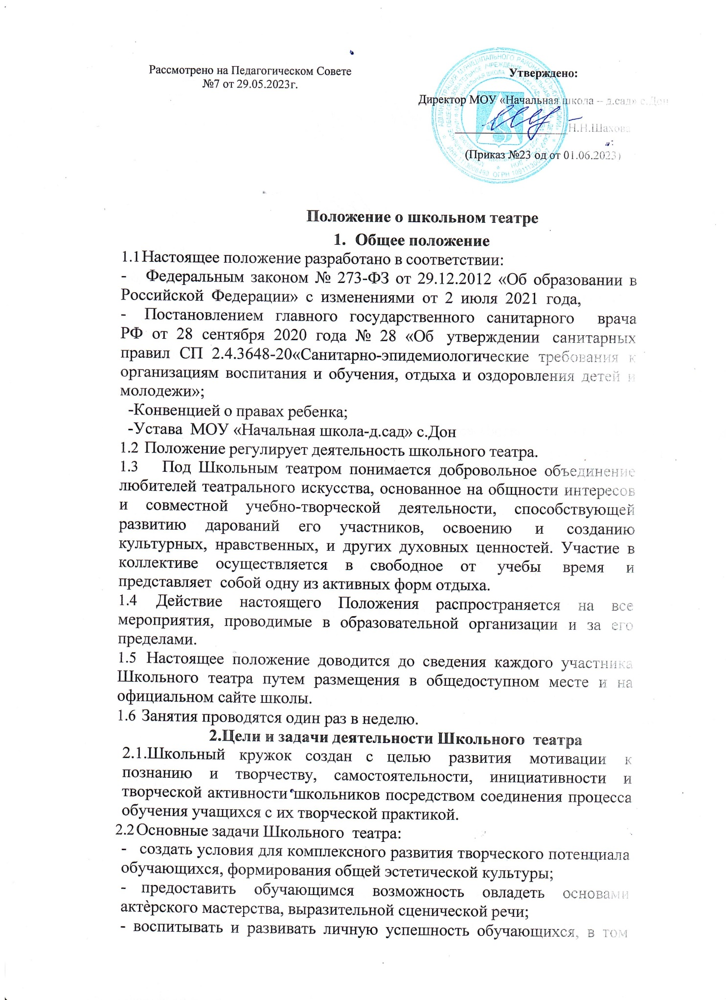 Рассмотрено на Педагогическом Совете
№7 от 29.05.2023г.
Утверждено:
Директор МОУ «Начальная школа – д.сад» с.Дон
Н.Н.Шахова
(Приказ №23 од от 01.06.2023)
Положение о школьном театре
1. Общее положение
1.1 Настоящее положение разработано в соответствии:
- Федеральным законом № 273-ФЗ от 29.12.2012 «Об образовании в
Российской Федерации» с изменениями от 2 июля 2021 года,
- Постановлением главного государственного санитарного врача
РФ от 28 сентября 2020 года № 28 «Об утверждении санитарных
правил СП 2.4.3648-20«Санитарно-эпидемиологические требования к
организациям воспитания и обучения, отдыха и оздоровления детей и
молодежи»;
-Конвенцией о правах ребенка;
-Устава МОУ «Начальная школа-д.сад» с.Дон
1.2 Положение регулирует деятельность школьного театра.
1.3 Под Школьным театром понимается добровольное объединение
любителей театрального искусства, основанное на общности интересов
и совместной учебно-творческой деятельности, способствующей
развитию дарований его участников, освоению и созданию
культурных, нравственных, и других духовных ценностей. Участие в
коллективе осуществляется в свободное от учебы время и
представляет собой одну из активных форм отдыха.
1.4 Действие настоящего Положения распространяется на все
мероприятия, проводимые в образовательной организации и за его
пределами.
1.5 Настоящее положение доводится до сведения каждого участника
Школьного театра путем размещения в общедоступном месте и на
официальном сайте школы.
1.6 Занятия проводятся один раз в неделю.
2.Цели и задачи деятельности Школьного театра
2.1.Школьный кружок создан с целью развития мотивации к
познанию и творчеству, самостоятельности, инициативности и
творческой активности школьников посредством соединения процесса
обучения учащихся с их творческой практикой.
2.2 Основные задачи Школьного театра:
- создать условия для комплексного развития творческого потенциала
обучающихся, формирования общей эстетической культуры;
- предоставить обучающимся возможность овладеть основами
актѐрского мастерства, выразительной сценической речи;
- воспитывать и развивать личную успешность обучающихся, в том